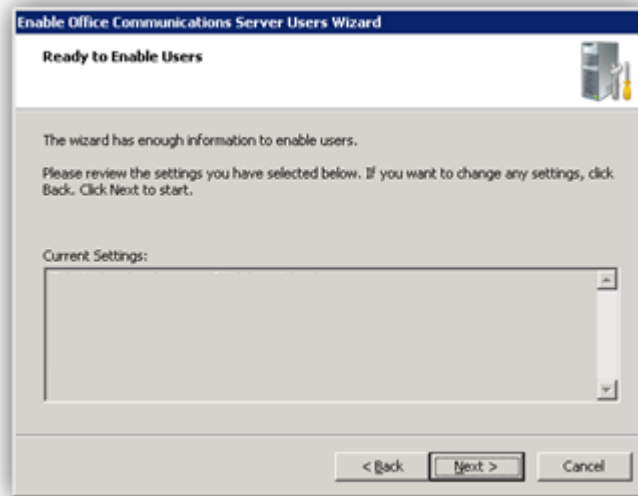 Enable Office Communications Server Users Wizard
Ready to Enable Users
The wizard has enough information to enable users.
Please review the settings you have selected below. If you want to change any settings, click
Back. Click Next to start.
Current Settings:
< Back
Next >
Cancel